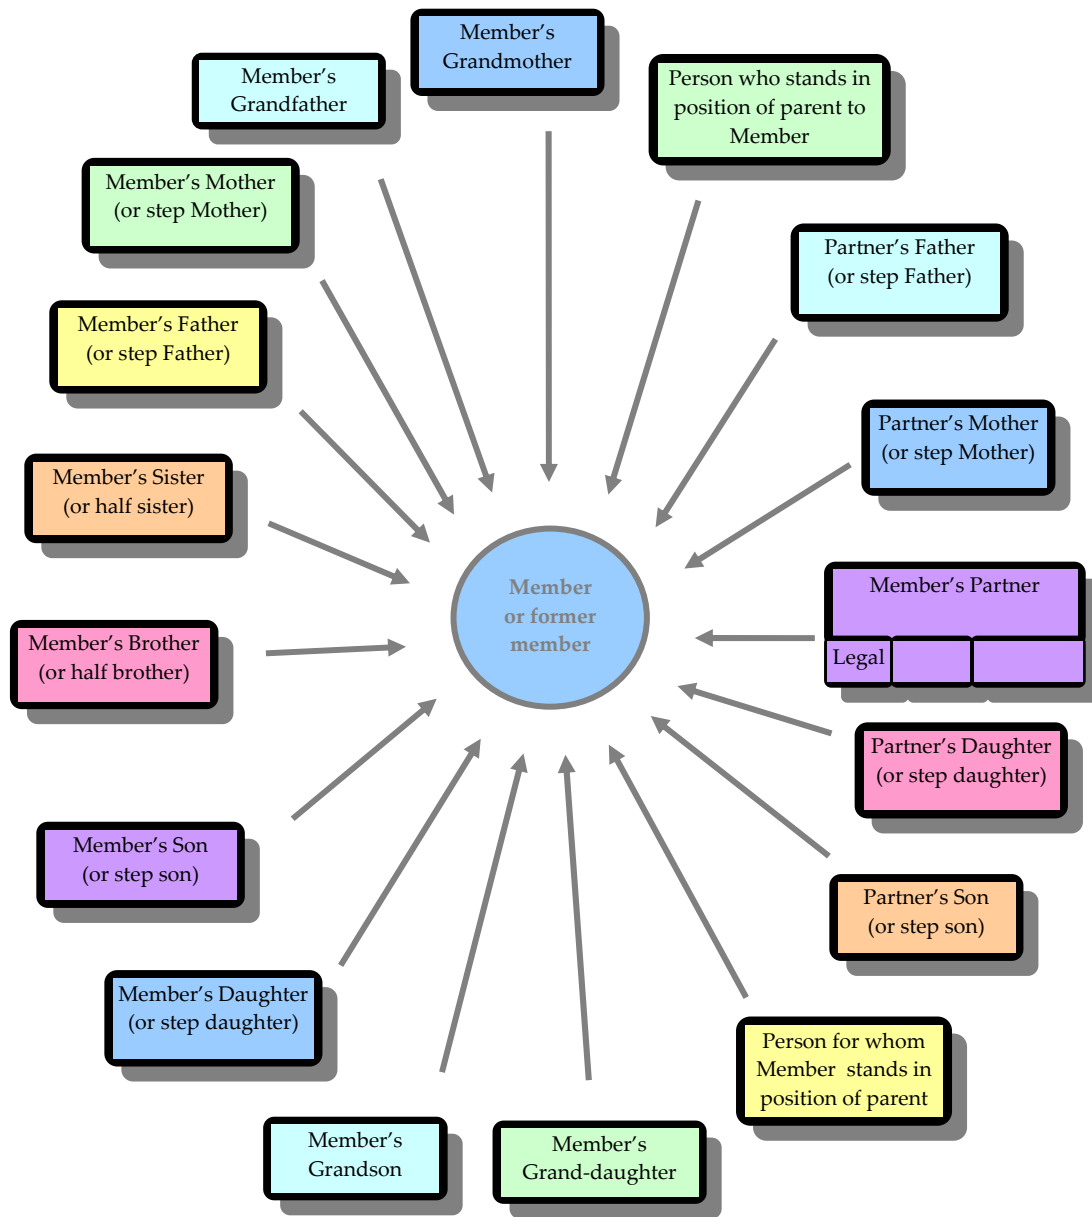 Member's
Grandmother
Member's
Grandfather
Person who stands in
position of parent to
Member
Member's Mother
(or step Mother)
Partner's Father
(or step Father)
Member's Father
(or step Father)
Partner's Mother
(or step Mother)
Member's Sister
(or half sister)
Member
or former
member
Member's Partner
Legal
Member's Brother
(or half brother)
Partner's Daughter
(or step daughter)
Member's Son
(or step son)
Partner's Son
(or step son)
Member's Daughter
(or step daughter)
Person for whom
Member stands in
position of parent
Member's
Grandson
Member's
Grand-daughter